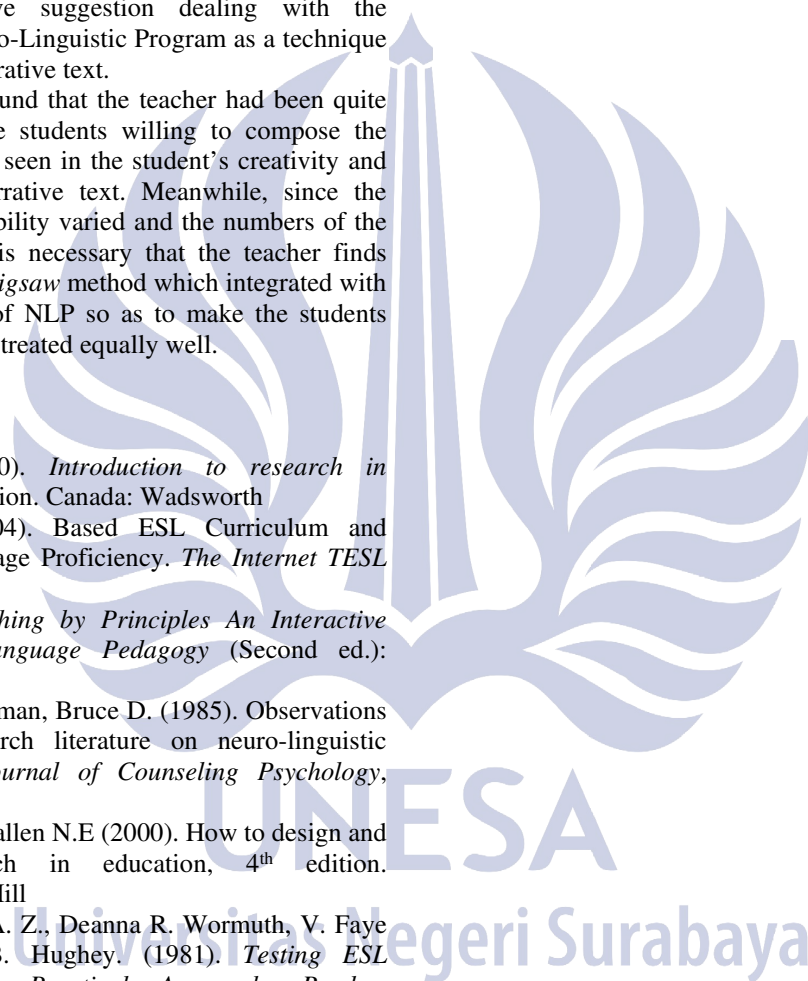 ve suggestion dealing with the
o-Linguistic Program as a technique
rative text.
und that the teacher had been quite
e students willing to compose the
seen in the student's creativity and
rrative text. Meanwhile, since the
bility varied and the numbers of the
is necessary that the teacher finds
igsaw method which integrated with
of NLP so as to make the students
treated equally well.
0). Introduction to research in
ion. Canada: Wadsworth
04). Based ESL Curriculum and
age Proficiency. The Internet TESL
hing by Principles An Interactive
nguage Pedagogy (Second ed.):
man, Bruce D. (1985). Observations
rch literature on neuro-linguistic
urnal of Counseling Psychology,
allen N.E (2000). How to design and
ch in education, 4th edition.
Hill
A. Z., Deanna R. Wormuth, V. Faye
B. Hughey. (1981). Testing ESL
UNESA
Universitas Negeri Surabaya